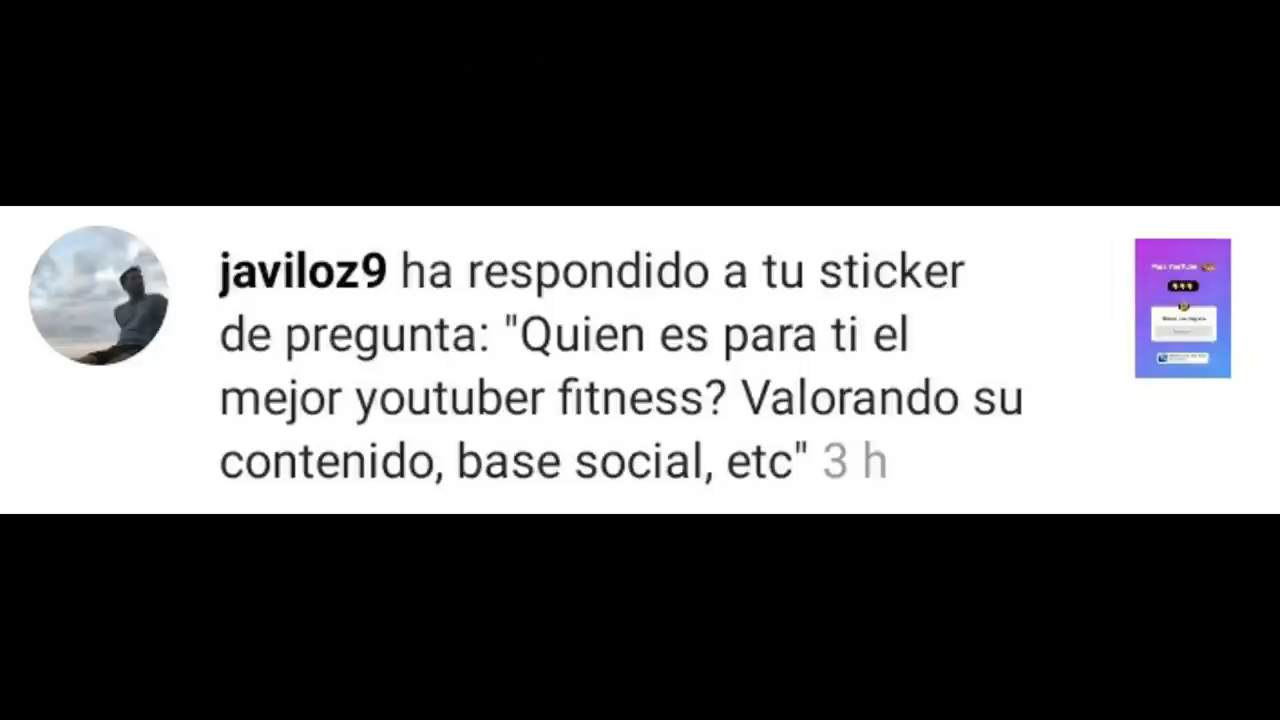 javiloz9 ha respondido a tu sticker
de pregunta: "Quien es para ti el
mejor youtuber fitness? Valorando su
contenido, base social, etc" 3 h